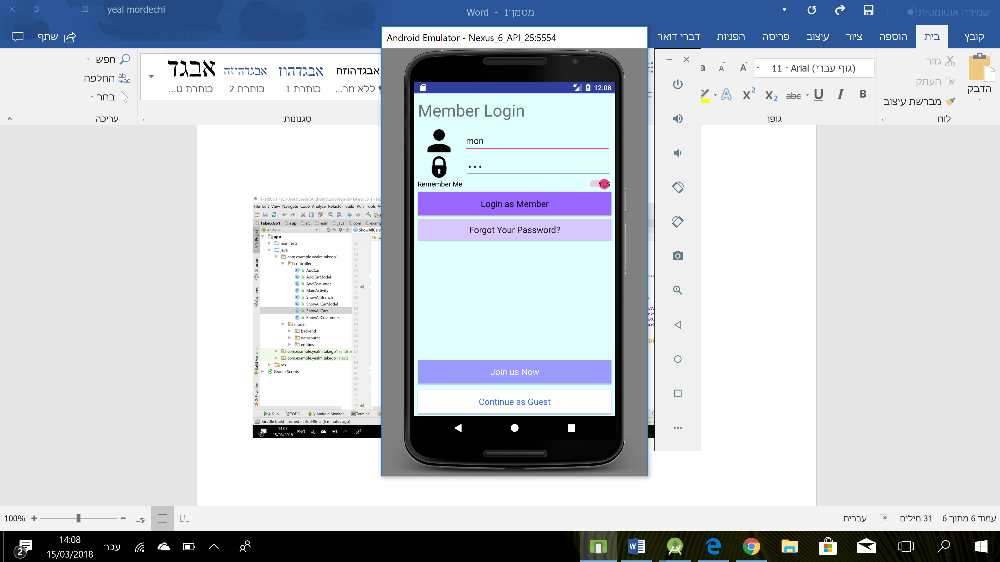 yeal mordechi
מסמך1 - Word
שמירה אוטומטית
שתף
קובץ
בית
הוספה
ציור
עיצוב
פריסה
הפניות
דברי דואר
חפש
החלפה
בחר
עריכה
אבגד
כותרת ט...
כותרת 2
אבגדהוז
כותרת 1
אבגדהוזח
ללא מר...
סגנונות
11
Arial (גוף עברי)
גופן
גזור
העתק
מברשת עיצוב
הדבק
לוח
Android Emulator - Nexus_6_API_25:5554
4G
12:08
Member Login
mon
Remember Me
YES
Login as Member
Forgot Your Password?
Join us Now
Continue as Guest
Take&Go1 - [C:\Users\yealm\AndroidStudioProjects\Take&Go1] - [ap
File Edit View Navigate Code Analyze Refactor Build Run Tools VC
Take&Go1 app src main java com examp
Android
ShowAllCars.
1: Project
7: Structure
Captures
Build Variants
2: Favorites
app
manifests
java
com.example.yealm.takego1
controller
AddCar
AddCarModel
AddCostumer
MainActivity
ShowAllBranch
ShowAllCarModel
ShowAllCars
ShowAllCostumers
model
backend
datasource
entities
com.example.yealm.takego1 (androi
com.example.yealm.takego1 (test)
res
Gradle Scripts
Show
42
43
44
45
46
47
48
49
50
51
52
53
54
55
56
57
58
59
60
61
62
63
64
65
66
67
68
69
70
71
72
4: Run TODO 6: Android Monitor Terminal
Gradle build finished in 3s 349ms (6 minutes ago)
14:07
15/03/2018
ENG
2
100%
עברית
31 מילים
עמוד 6 מתוך 6
14:08
15/03/2018
עבר
2